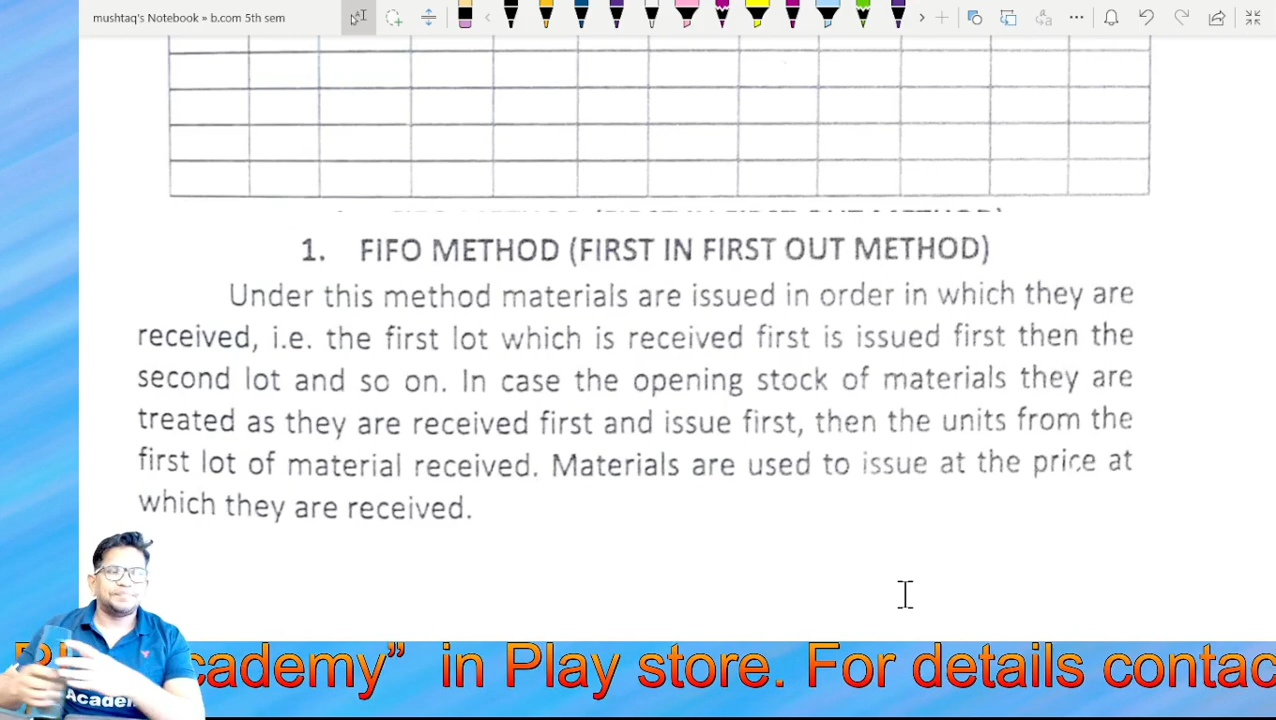 mushtaq's Notebook » b.com 5th sem
1. FIFO METHOD (FIRST IN FIRST OUT METHOD)
Under this method materials are issued in order in which they are
received, i.e. the first lot which is received first is issued first then the
second lot and so on. In case the opening stock of materials they are
treated as they are received first and issue first, then the units from the
first lot of material received. Materials are used to issue at the price at
which they are received.
cademy” in Play store. For details contac
Academ